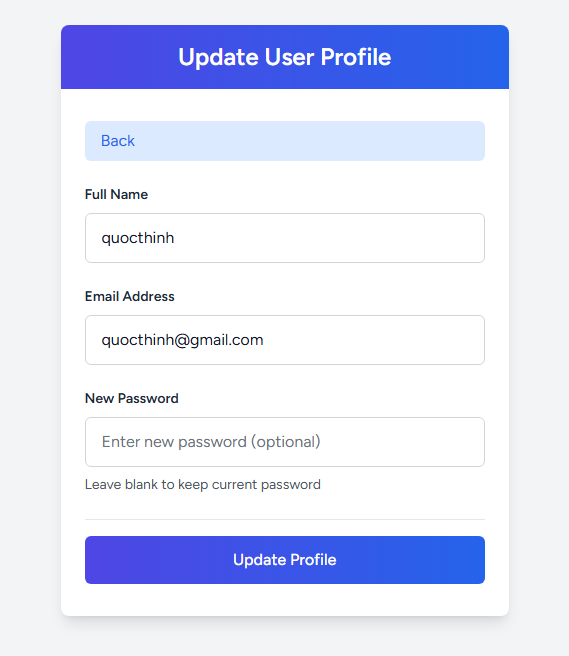 Update User Profile
Back
Full Name
quocthinh
Email Address
quocthinh@gmail.com
New Password
Enter new password (optional)
Leave blank to keep current password
Update Profile